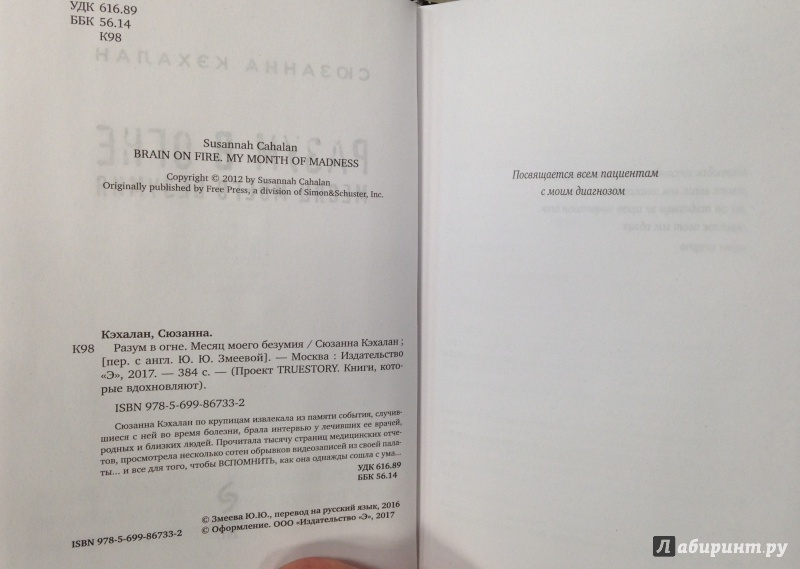 УДК 616.89
ББК 56.14
К98
Susannah Cahalan
BRAIN ON FIRE. MY MONTH OF MADNESS
Copyright © 2012 by Susannah Cahalan
Originally published by Free Press, a division of Simon&Schuster, Inc.
Кэхалан, Сюзанна.
К98 Разум в огне. Месяц моего безумия / Сюзанна Кэхалан ;
[пер. с англ. Ю. Ю. Змеевой]. — Москва : Издательство
«Э», 2017. — 384 с. — (Проект TRUESTORY. Книги, кото-
рые вдохновляют).
ISBN 978-5-699-86733-2
Сюзанна Кэхалан по крупицам извлекала из памяти события, случив-
шиеся с ней во время болезни, брала интервью у лечивших ее врачей,
родных и близких людей. Прочитала тысячу страниц медицинских отче-
тов, просмотрела несколько сотен обрывков видеозаписей из своей пала-
ты... и все для того, чтобы ВСПОМНИТЬ, как она однажды сошла с ума...
УДК 616.89
ББК 56.14
© Змеева Ю.Ю., перевод на русский язык, 2016
© Оформление. ООО «Издательство «Э», 2017
ISBN 978-5-699-86733-2
Посвящается всем пациентам
с моим диагнозом
Лабиринт.ру